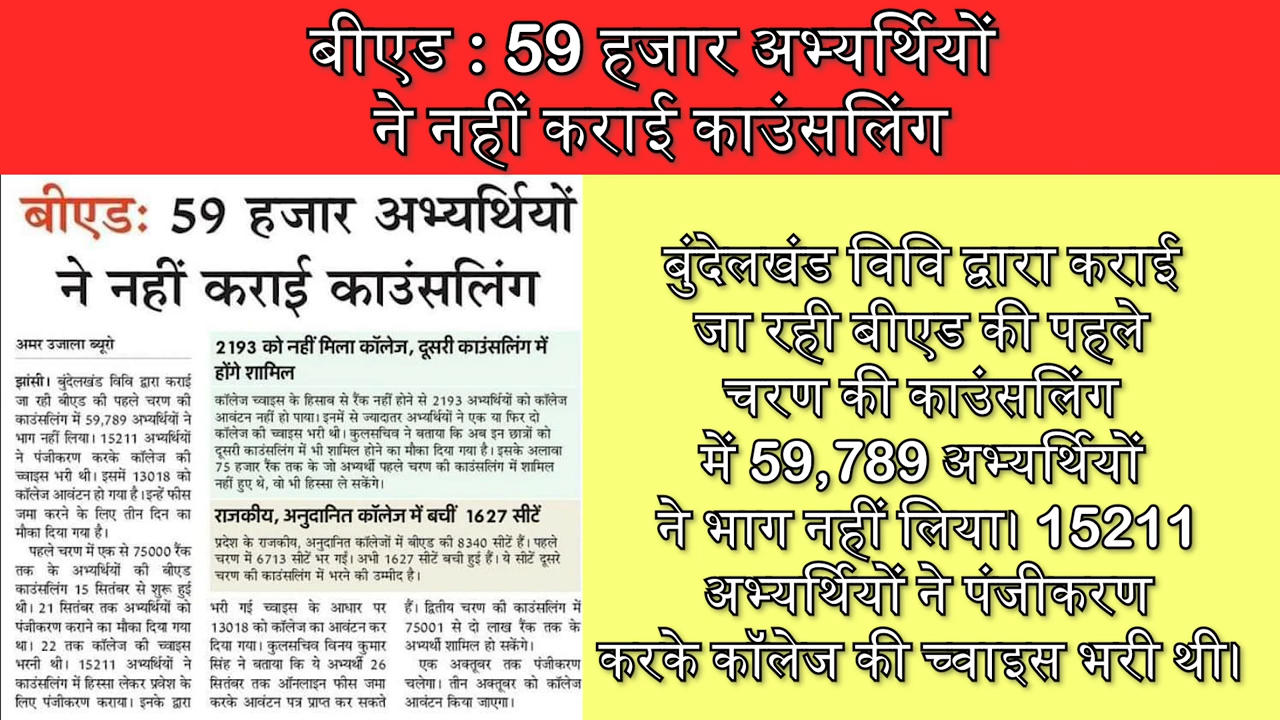 बीएड : 59 हजार अभ्यर्थियों
ने नहीं कराई काउंसलिंग
बीएड: 59 हजार अभ्यर्थियों
ने नहीं कराई काउंसलिंग
अमर उजाला ब्यूरो
झांसी। बुंदेलखंड विवि द्वारा कराई
जा रही बीएड की पहले चरण की
काउंसलिंग में 59,789 अभ्यर्थियों ने
भाग नहीं लिया। 15211 अभ्यर्थियों
ने पंजीकरण करके कॉलेज की
च्वाइस भरी थी। इसमें 13018 को
कॉलेज आवंटन हो गया है। इन्हें फीस
जमा करने के लिए तीन दिन का
मौका दिया गया है।
पहले चरण में एक से 75000 रैंक
तक के अभ्यर्थियों की बीएड
काउंसलिंग 15 सितंबर से शुरू हुई
थी। 21 सितंबर तक अभ्यर्थियों को
पंजीकरण कराने का मौका दिया गया
था। 22 तक कॉलेज की च्वाइस
भरनी थी। 15211 अभ्यर्थियों ने
काउंसलिंग में हिस्सा लेकर प्रवेश के
लिए पंजीकरण कराया। इनके द्वारा
2193 को नहीं मिला कॉलेज, दूसरी काउंसलिंग में
होंगे शामिल
कॉलेज च्वाइस के हिसाब से रैंक नहीं होने से 2193 अभ्यर्थियों को कॉलेज
आवंटन नहीं हो पाया। इनमें से ज्यादातर अभ्यर्थियों ने एक या फिर दो
कॉलेज की च्वाइस भरी थी। कुलसचिव ने बताया कि अब इन छात्रों को
दूसरी काउंसलिंग में भी शामिल होने का मौका दिया गया है। इसके अलावा
75 हजार रैंक तक के जो अभ्यर्थी पहले चरण की काउंसलिंग में शामिल
नहीं हुए थे, वो भी हिस्सा ले सकेंगे।
राजकीय, अनुदानित कॉलेज में बचीं 1627 सीटें
प्रदेश के राजकीय, अनुदानित कॉलेजों में बीएड की 8340 सीटें हैं। पहले
चरण में 6713 सीटें भर गईं। अभी 1627 सीटें बची हुई हैं। ये सीटें दूसरे
चरण की काउंसलिंग में भरने की उम्मीद है।
भरी गई च्वाइस के आधार पर
13018 को कॉलेज का आवंटन कर
दिया गया। कुलसचिव विनय कुमार
सिंह ने बताया कि ये अभ्यर्थी 26
सितंबर तक ऑनलाइन फीस जमा
करके आवंटन पत्र प्राप्त कर सकते
हैं। द्वितीय चरण की काउंसलिंग में
75001 से दो लाख रैंक तक के
अभ्यर्थी शामिल हो सकेंगे।
एक अक्तूबर तक पंजीकरण
चलेगा। तीन अक्तूबर को कॉलेज
आवंटन किया जाएगा।
बुंदेलखंड विवि द्वारा कराई
जा रही बीएड की पहले
चरण की काउंसलिंग
में 59,789 अभ्यर्थियों
ने भाग नहीं लिया। 15211
अभ्यर्थियों ने पंजीकरण
करके कॉलेज की च्वाइस भरी थी।